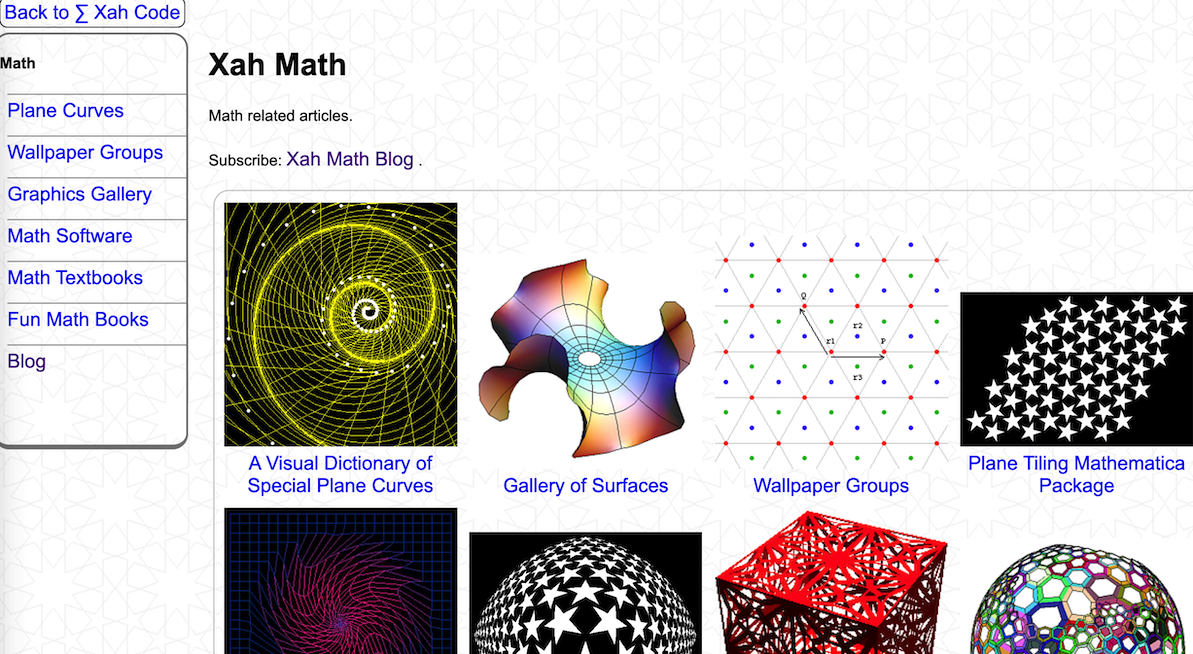 Back to ∑ Xah Code
Math
Plane Curves
Wallpaper Groups
Graphics Gallery
Math Software
Math Textbooks
Fun Math Books
Blog
Xah Math
Math related articles.
Subscribe: Xah Math Blog .
Q
r2
r1
P
r3
A Visual Dictionary of
Special Plane Curves
Gallery of Surfaces
Wallpaper Groups
Plane Tiling Mathematica
Package